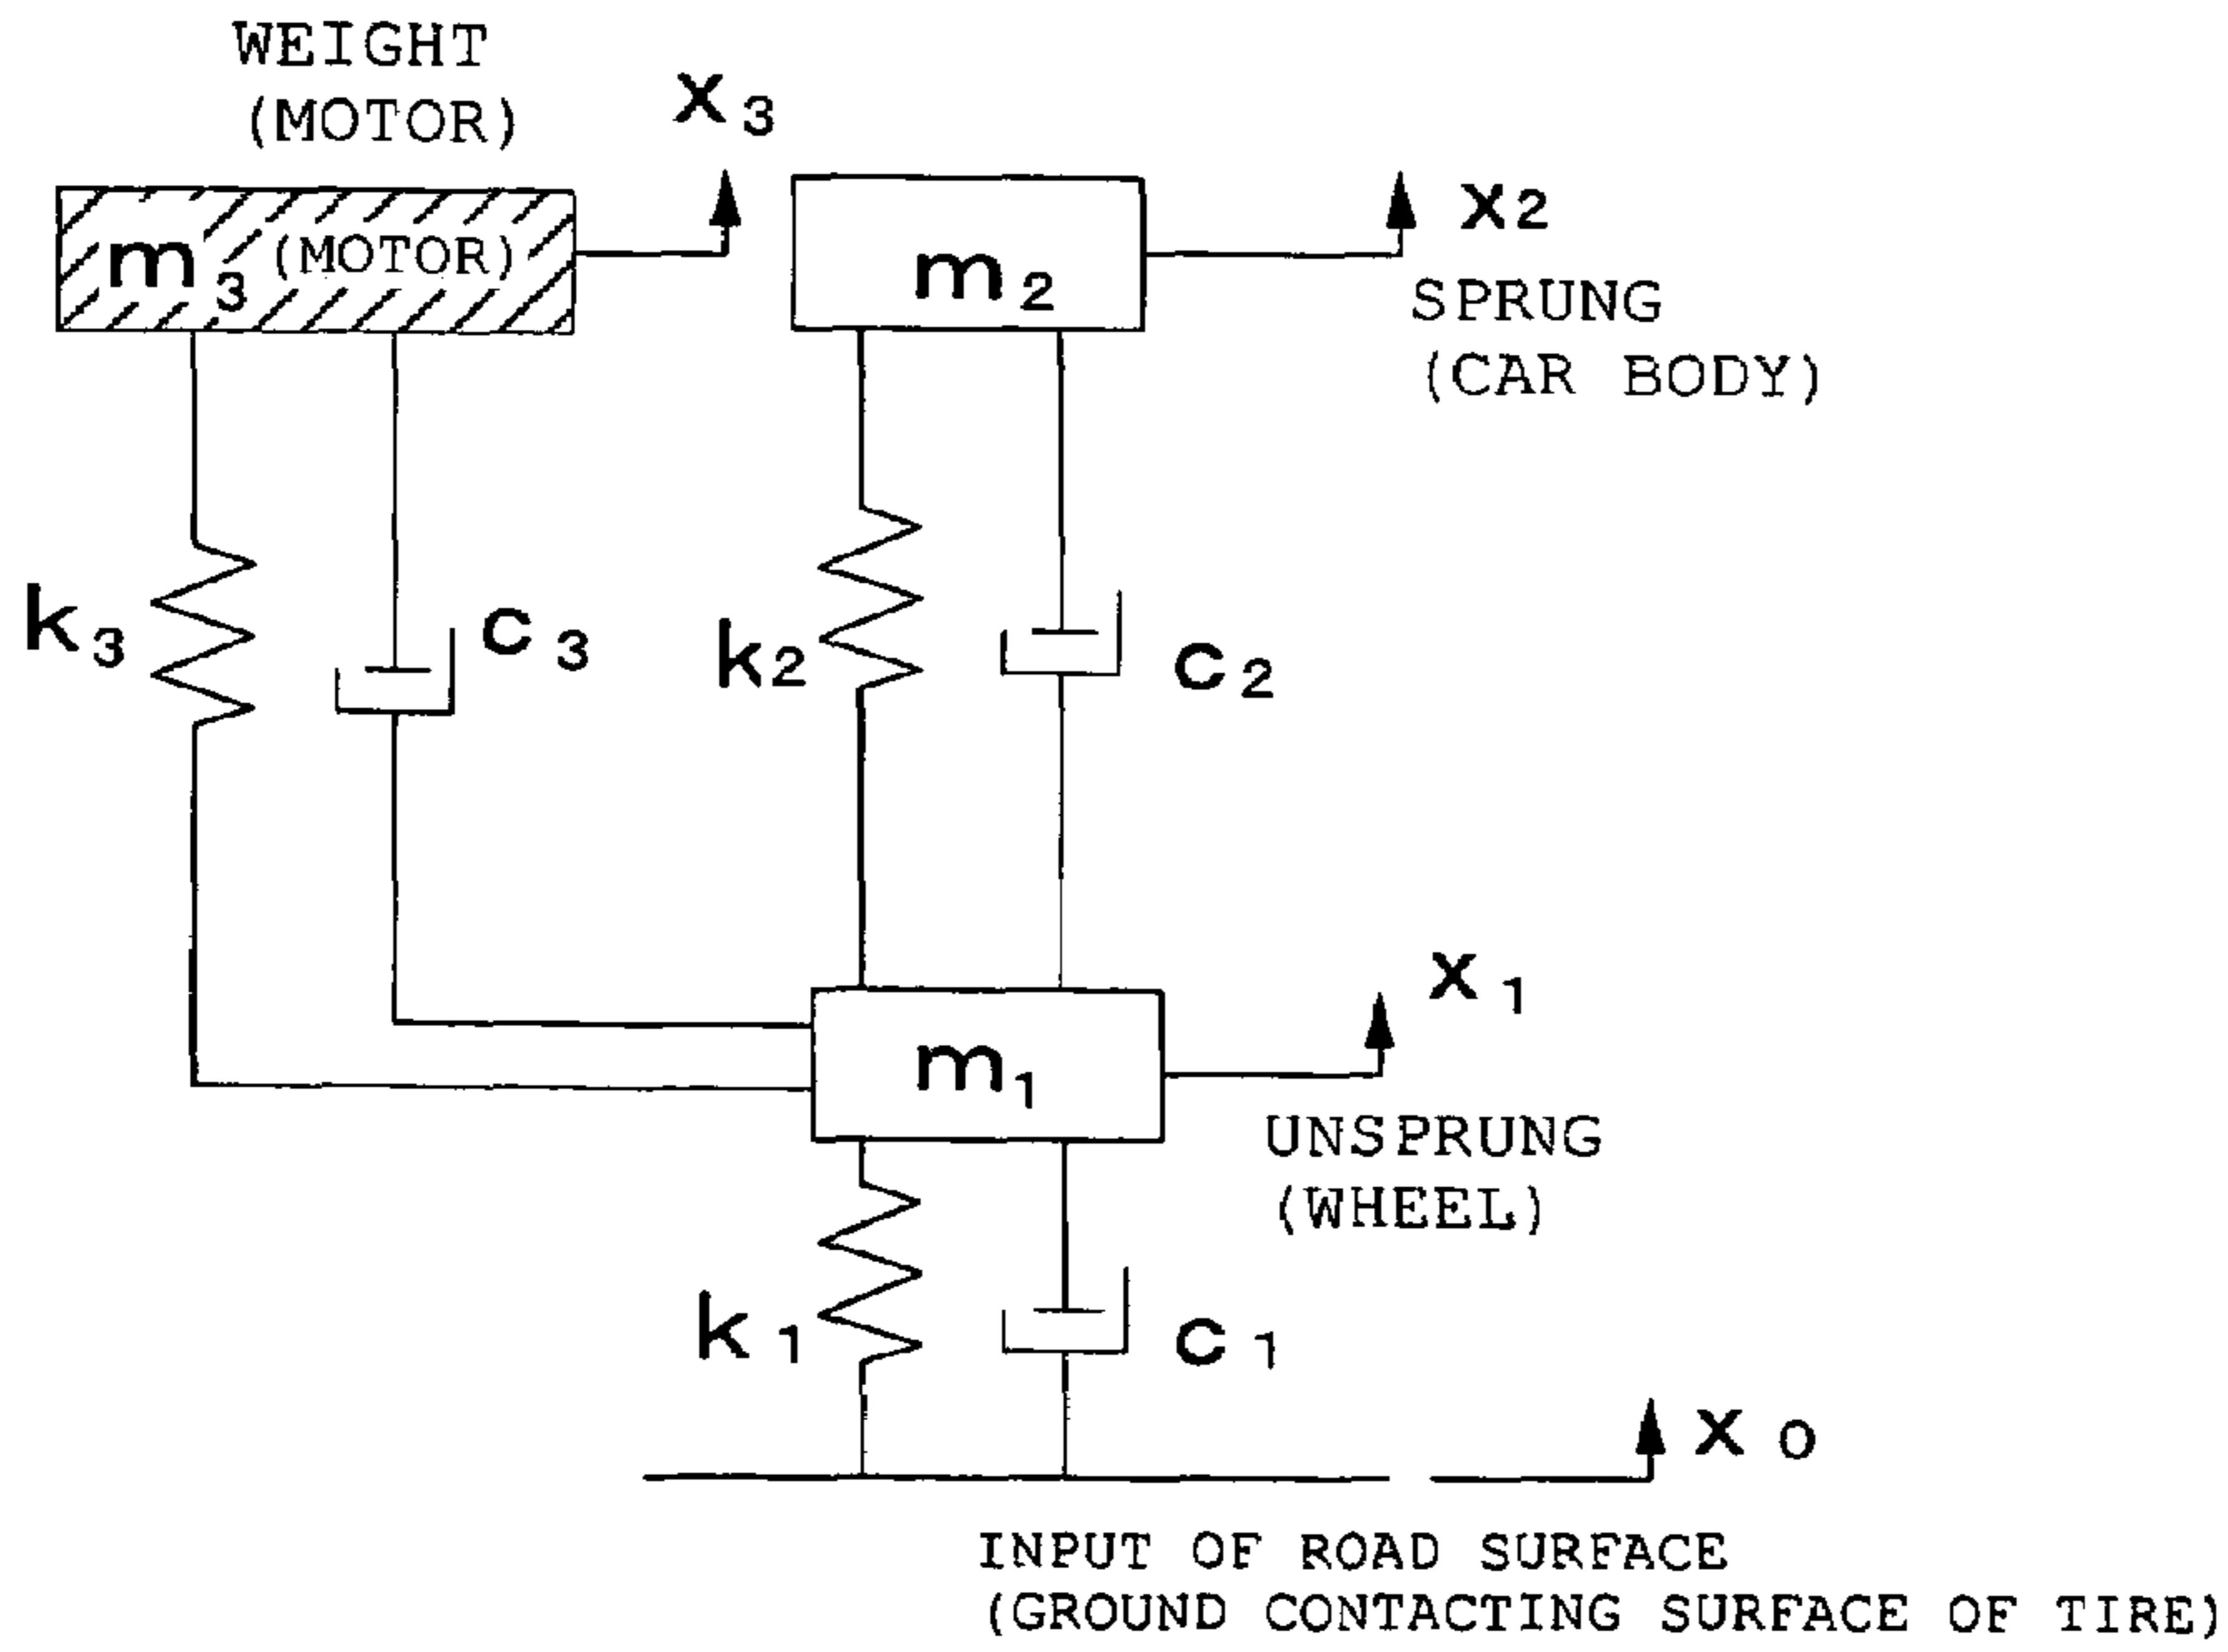 WEIGHT
(MOTOR)
x3
m3 (MOTOR)
m2
x2
SPRUNG
(CAR BODY)
k3
c3
k2
c2
x1
m1
UNSPRUNG
(WHEEL)
k1
c1
x0
INPUT OF ROAD SURFACE
(GROUND CONTACTING SURFACE OF TIRE)